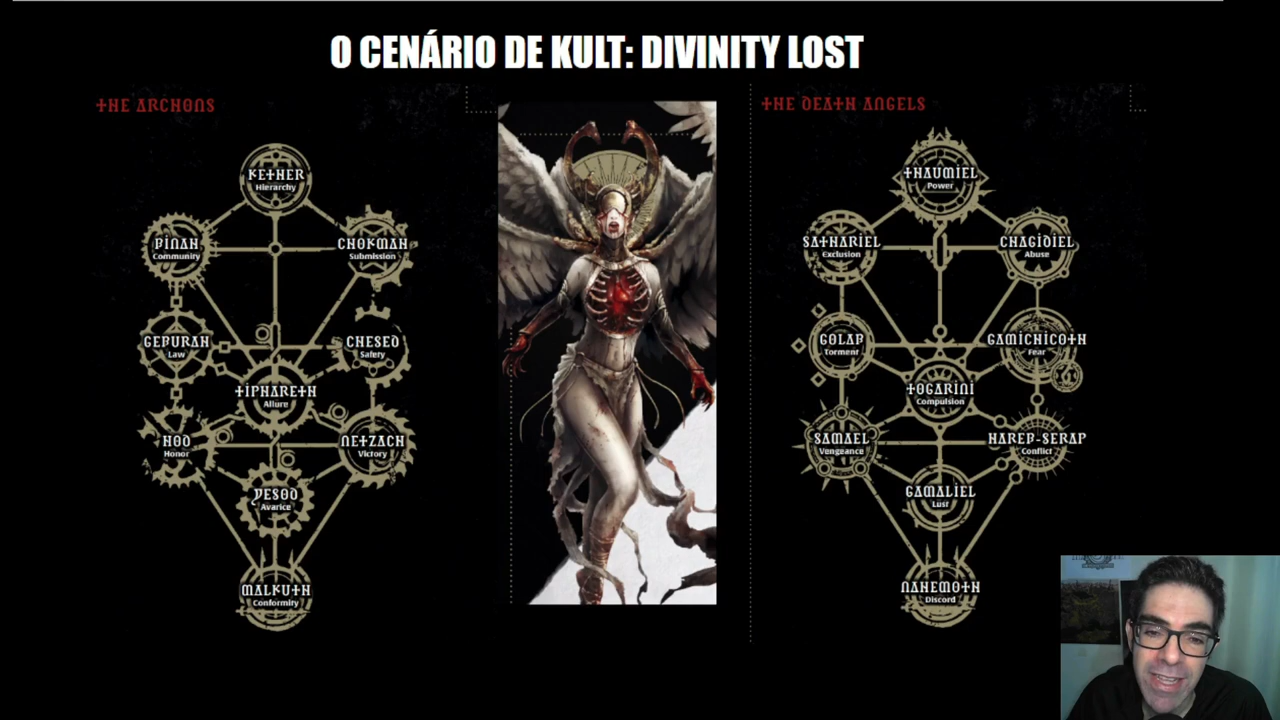 O CENÁRIO DE KULT: DIVINITY LOST
THE ARCHONS
KETHER
Hierarchy
BINAH
Community
CHOKMAH
Submission
GEBURAH
Law
CHESED
Safety
TIPHARETH
Allure
HOD
Honor
NETZACH
Victory
YESOD
Avarice
MALKUTH
Conformity
THE DEATH ANGELS
THAUMIEL
Power
SATHARIEL
Exclusion
CHAGIDIEL
Abuse
GOLAB
Torment
GAMICHICOTH
Fear
TOGARINI
Compulsion
SAMAEL
Vengeance
HAREB-SERAP
Conflict
GAMALIEL
Lust
NAHEMOTH
Discord